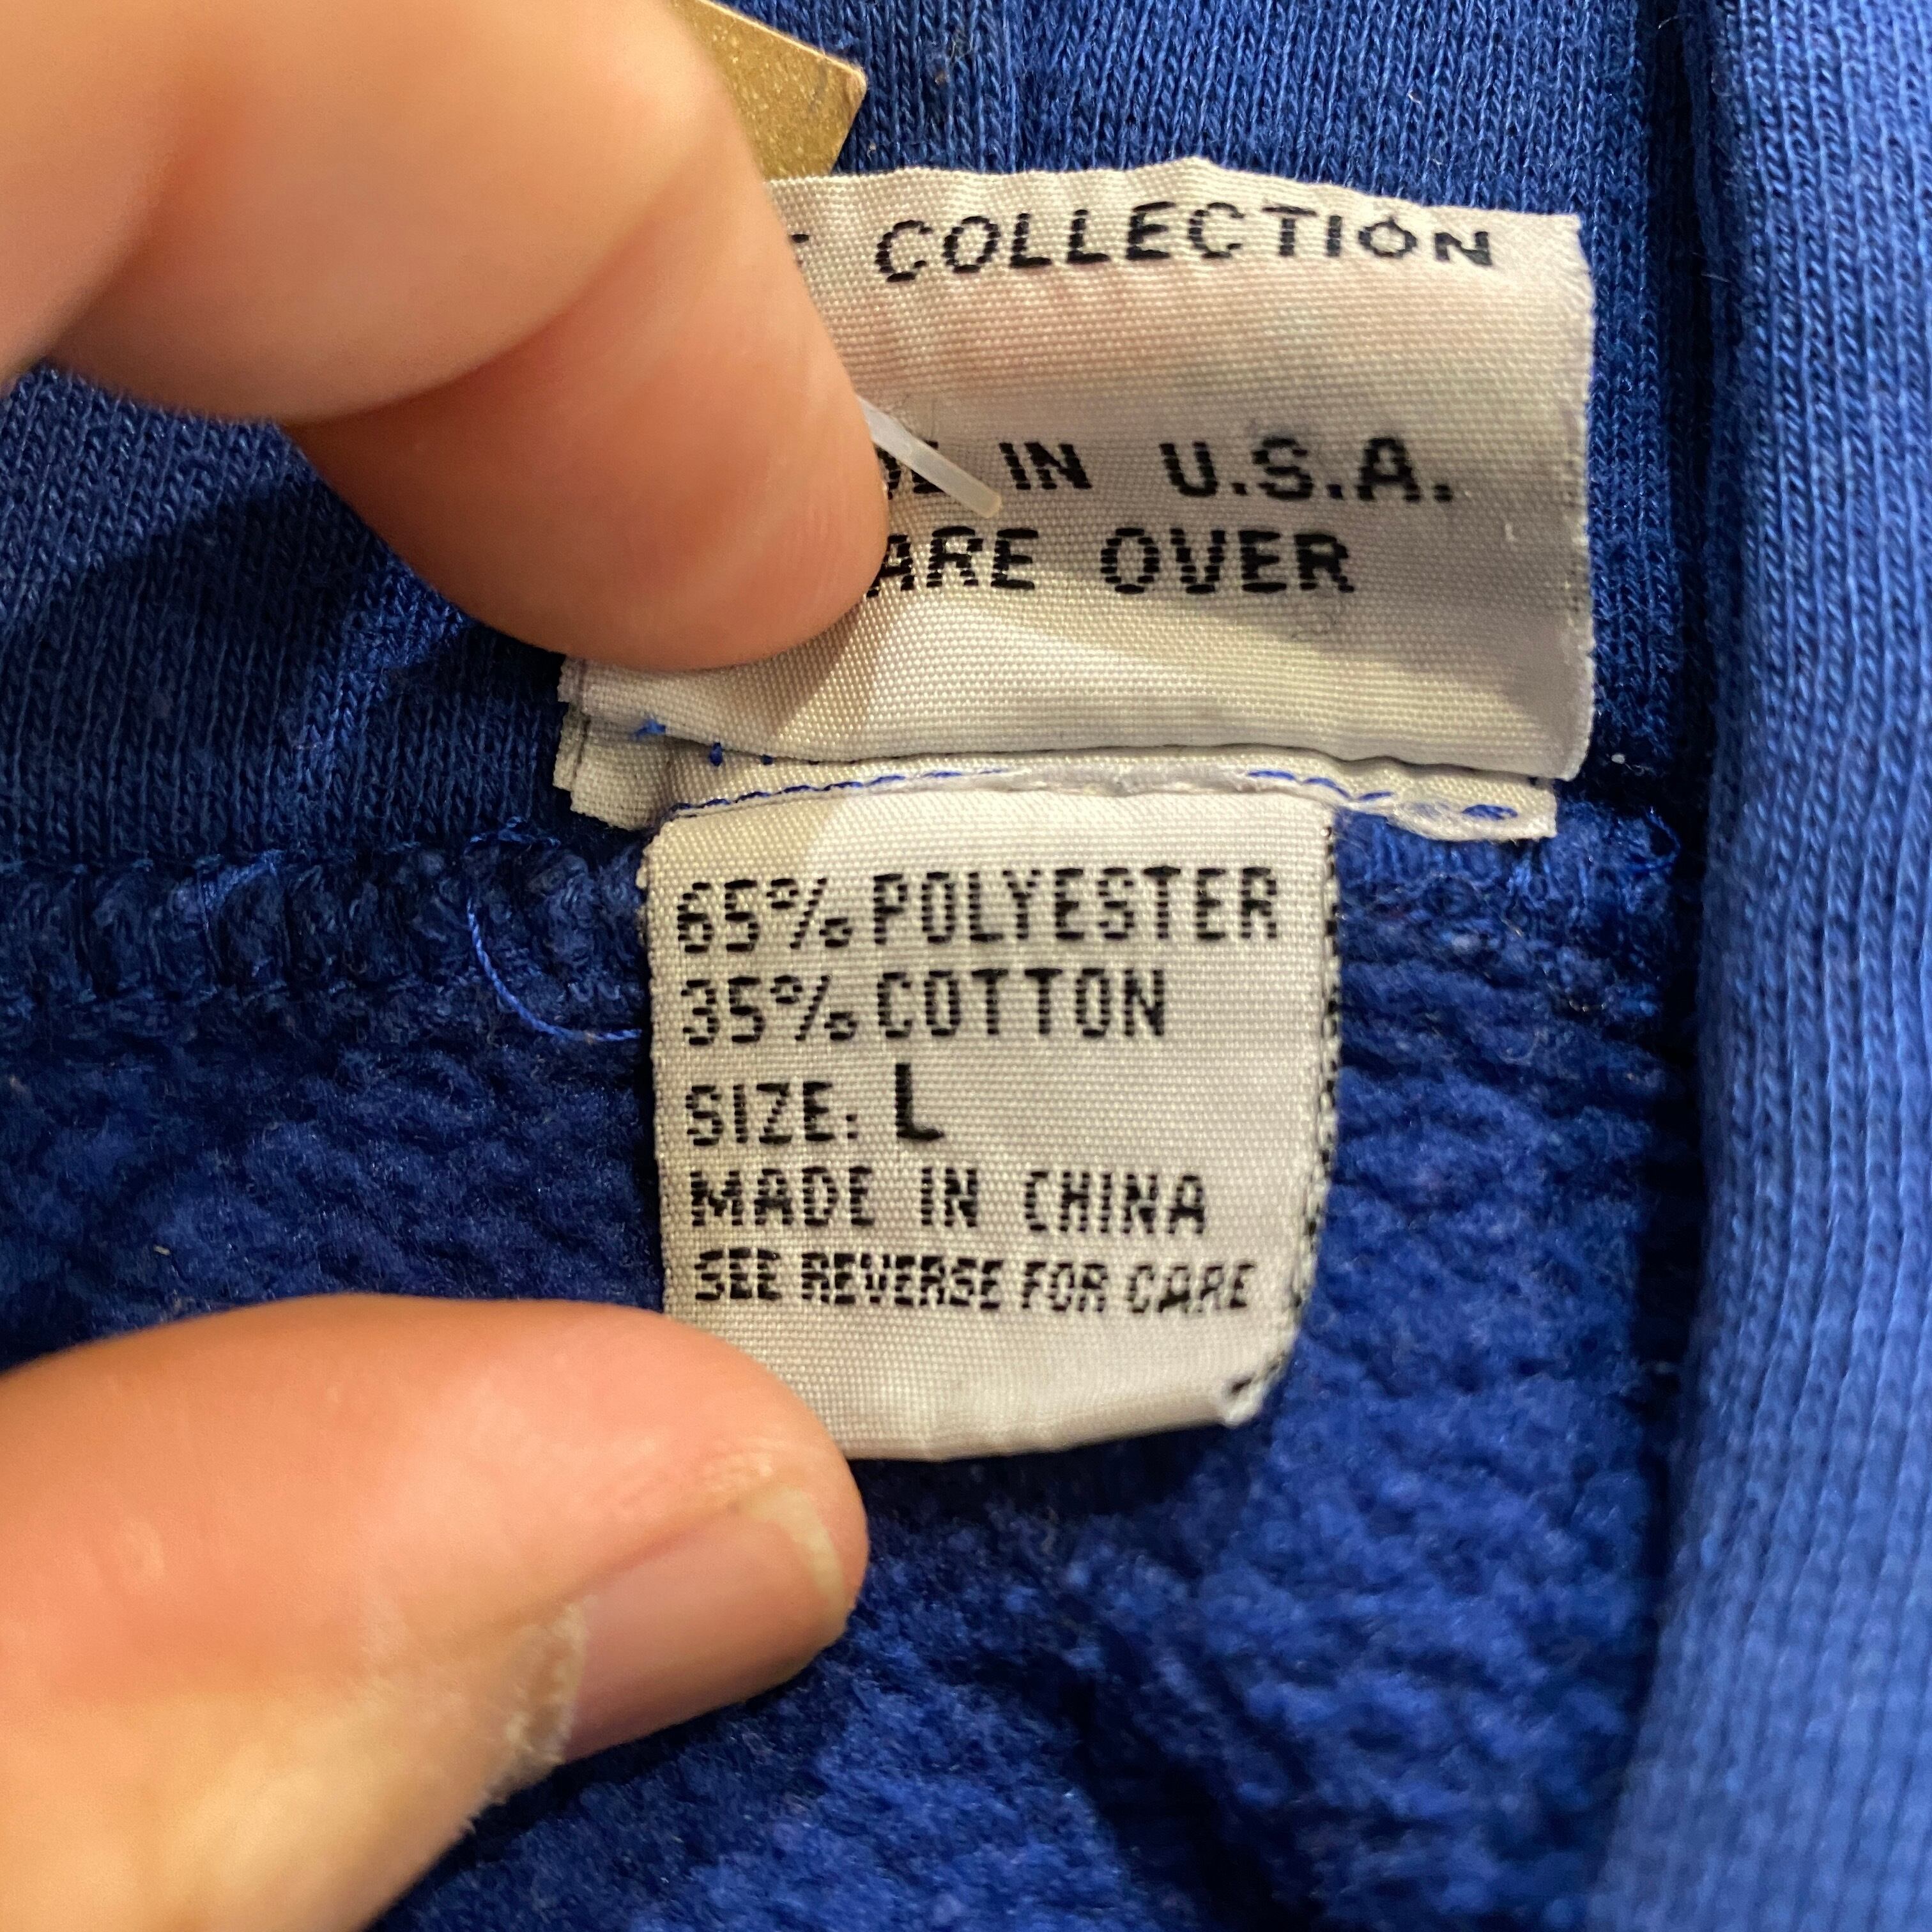 COLLECTION
IN U.S.A.
ARE OVER
65% POLYESTER
35% COTTON
SIZE: L
MADE IN CHINA
SEE REVERSE FOR CARE